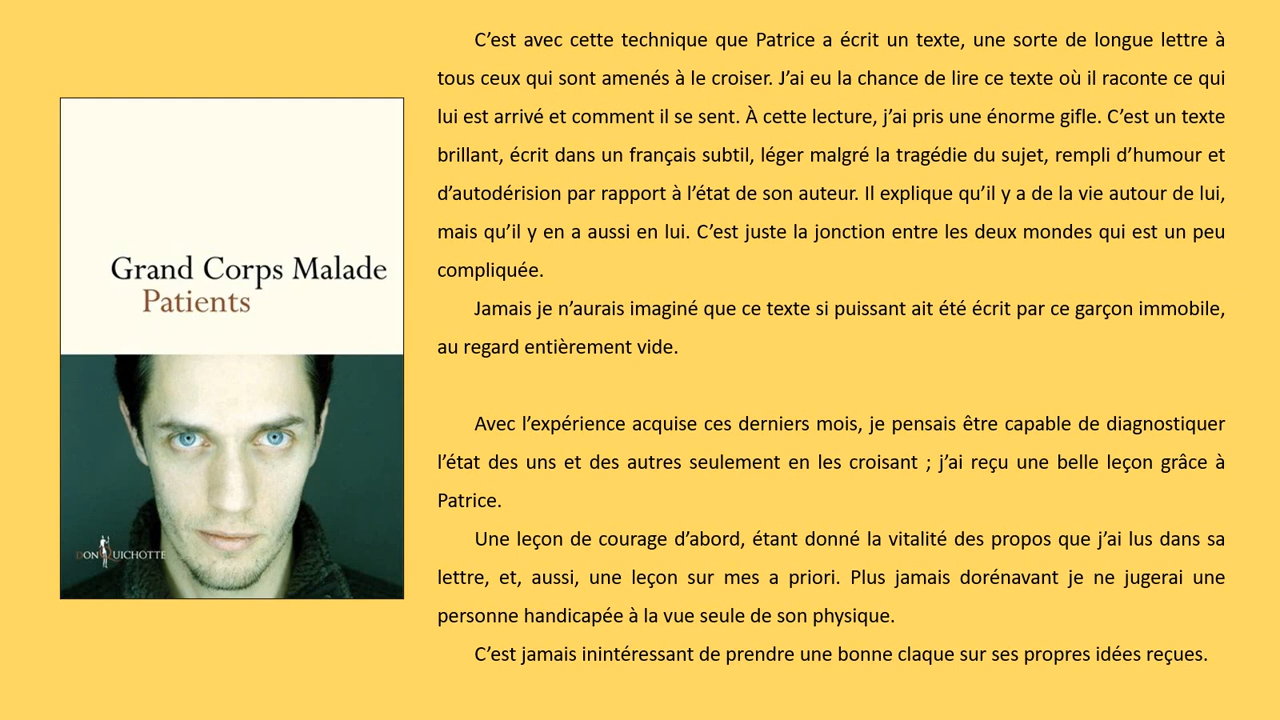 Grand Corps Malade
Patients
DON QUICHOTTE
C’est avec cette technique que Patrice a écrit un texte, une sorte de longue lettre à
tous ceux qui sont amenés à le croiser. J’ai eu la chance de lire ce texte où il raconte ce qui
lui est arrivé et comment il se sent. À cette lecture, j’ai pris une énorme gifle. C’est un texte
brillant, écrit dans un français subtil, léger malgré la tragédie du sujet, rempli d’humour et
d’autodérision par rapport à l’état de son auteur. Il explique qu’il y a de la vie autour de lui,
mais qu’il y en a aussi en lui. C’est juste la jonction entre les deux mondes qui est un peu
compliquée.
Jamais je n’aurais imaginé que ce texte si puissant ait été écrit par ce garçon immobile,
au regard entièrement vide.
Avec l’expérience acquise ces derniers mois, je pensais être capable de diagnostiquer
l’état des uns et des autres seulement en les croisant ; j’ai reçu une belle leçon grâce à
Patrice.
Une leçon de courage d’abord, étant donné la vitalité des propos que j’ai lus dans sa
lettre, et, aussi, une leçon sur mes a priori. Plus jamais dorénavant je ne jugerai une
personne handicapée à la vue seule de son physique.
C’est jamais inintéressant de prendre une bonne claque sur ses propres idées reçues.